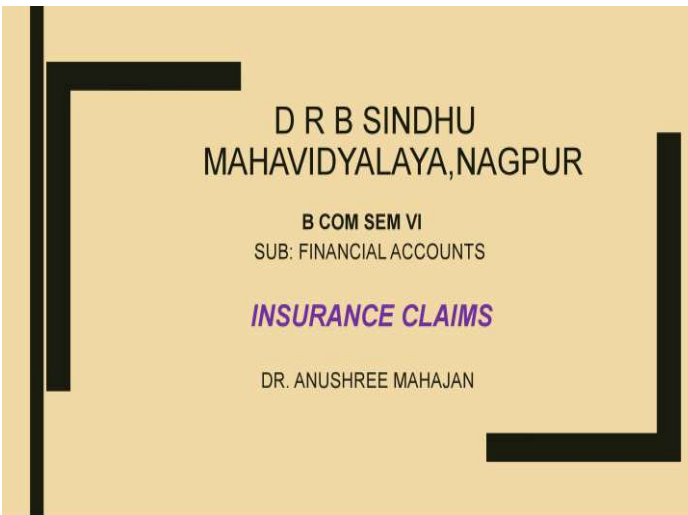 D R B SINDHU
MAHAVIDYALAYA,NAGPUR
B COM SEM VI
SUB: FINANCIAL ACCOUNTS
INSURANCE CLAIMS
DR. ANUSHREE MAHAJAN